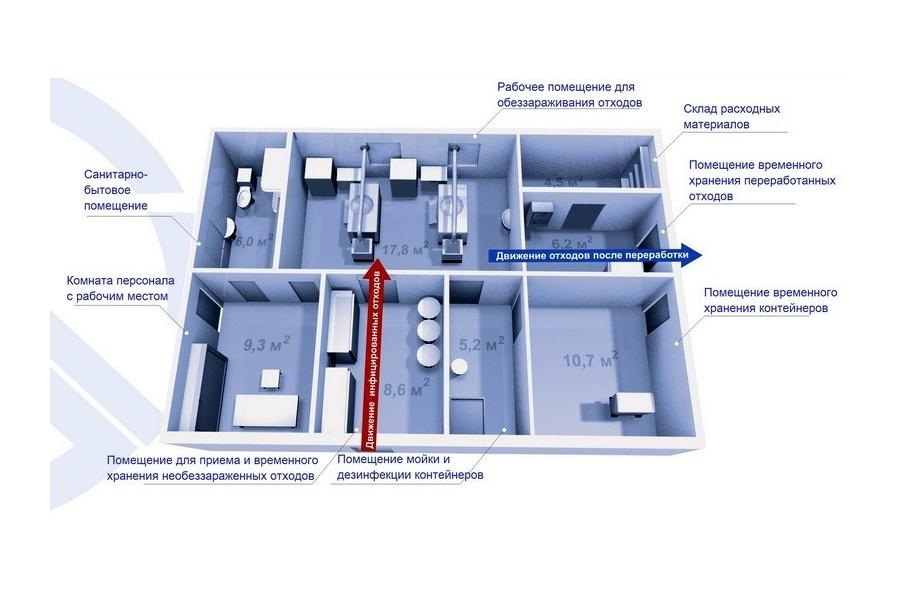 Рабочее помещение для
обеззараживания отходов
Склад расходных
материалов
Санитарно-
бытовое
помещение
Помещение временного
хранения переработанных
отходов
4,5 м²
6,0 м²
17,8 м²
6,2 м²
Движение отходов после переработки
Комната персонала
с рабочим местом
Помещение временного
хранения контейнеров
Движение инфицированных отходов
9,3 м²
8,6 м²
5,2 м²
10,7 м²
Помещение для приема и временного
хранения необеззараженных отходов
Помещение мойки и
дезинфекции контейнеров